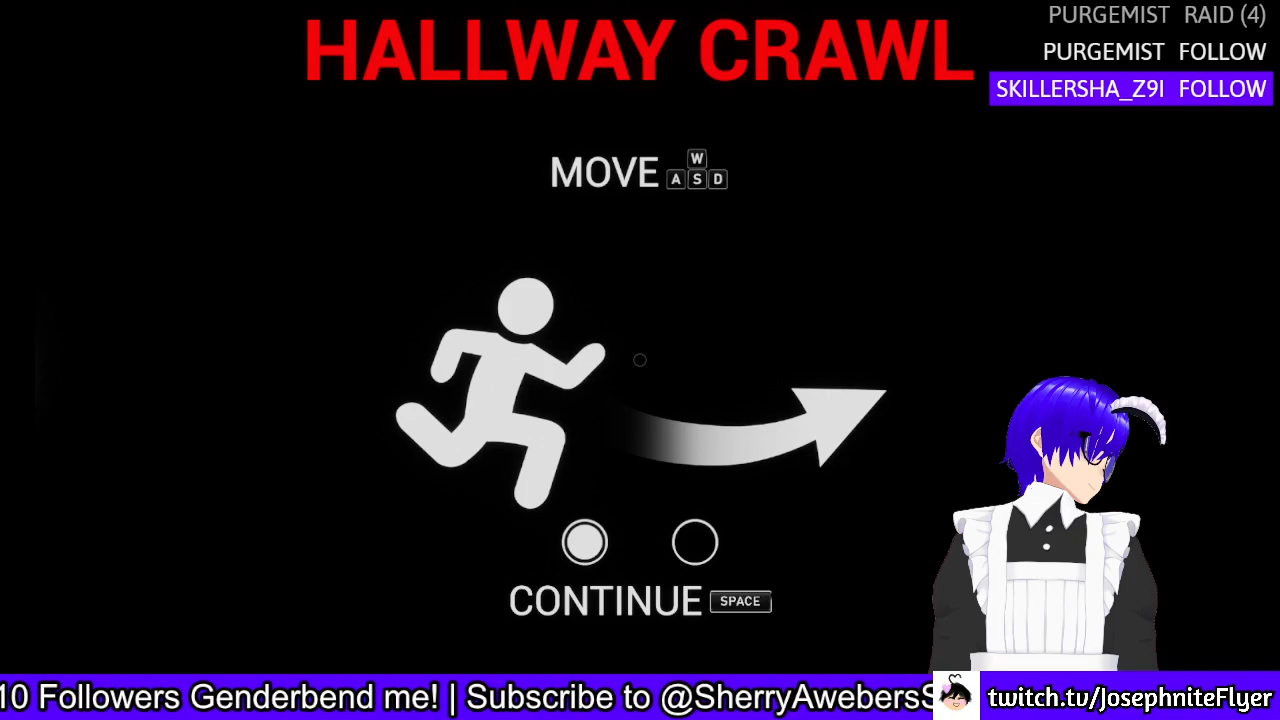 HALLWAY CRAWL
PURGEMIST RAID (4)
PURGEMIST FOLLOW
SKILLERSHA_Z9I FOLLOW
MOVE W
A S D
CONTINUE SPACE
10 Followers Genderbend me! | Subscribe to @SherryAwebersS
twitch.tv/JosephniteFlyer